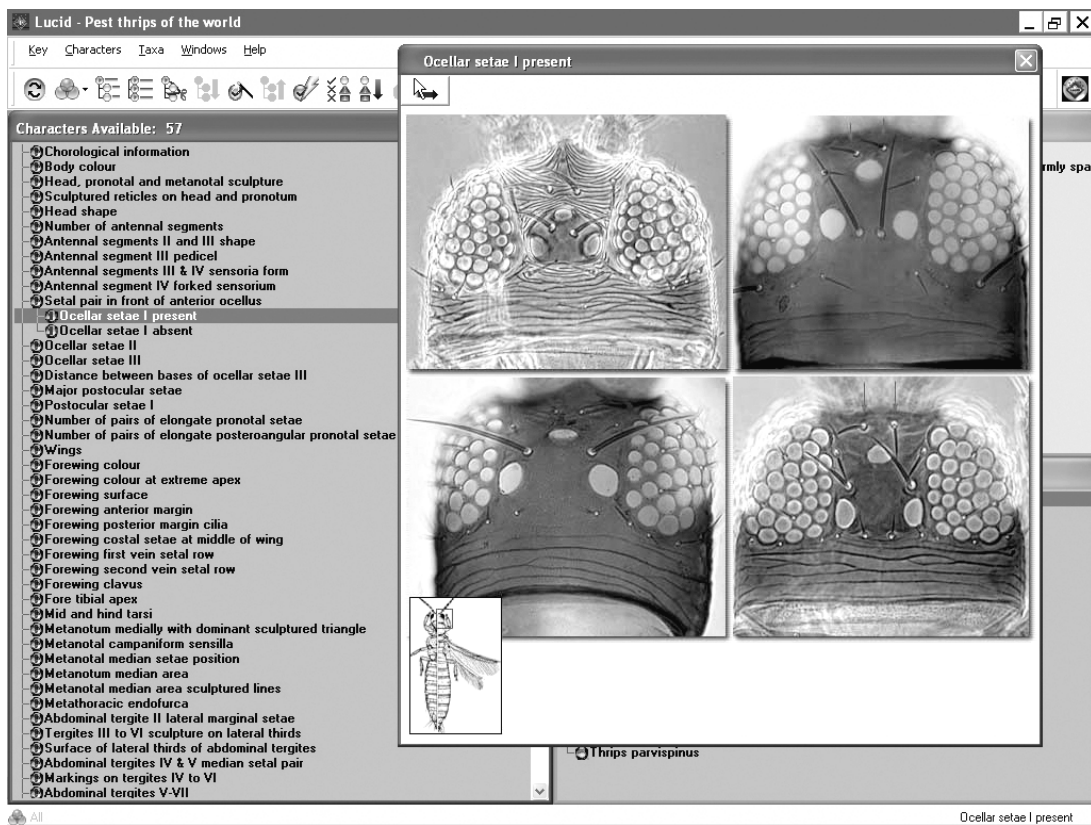 Lucid - Pest thrips of the world
Key Characters Taxa Windows Help
Ocellar setae I present
Characters Available: 57
Chorological information
Body colour
Head, pronotal and metanotal sculpture
Sculptured reticles on head and pronotum
Head shape
Number of antennal segments
Antennal segments II and III shape
Antennal segment III pedicel
Antennal segments III & IV sensoria form
Antennal segment IV forked sensorium
Setal pair in front of anterior ocellus
Ocellar setae I present
Ocellar setae I absent
Ocellar setae II
Ocellar setae III
Distance between bases of ocellar setae III
Major postocular setae
Postocular setae I
Number of pairs of elongate pronotal setae
Number of pairs of elongate posteroangular pronotal setae
Wings
Forewing colour
Forewing colour at extreme apex
Forewing surface
Forewing anterior margin
Forewing posterior margin cilia
Forewing costal setae at middle of wing
Forewing first vein setal row
Forewing second vein setal row
Forewing clavus
Fore tibial apex
Mid and hind tarsi
Metanotum medially with dominant sculptured triangle
Metanotal campaniform sensilla
Metanotal median setae position
Metanotum median area
Metanotal median area sculptured lines
Metathoracic endofurca
Abdominal tergite II lateral marginal setae
Tergites III to VI sculpture on lateral thirds
Surface of lateral thirds of abdominal tergites
Abdominal tergites IV & V median setal pair
Markings on tergites IV to VI
Abdominal tergites V-VII
rmly spa
Thrips parvispinus
All
Ocellar setae I present